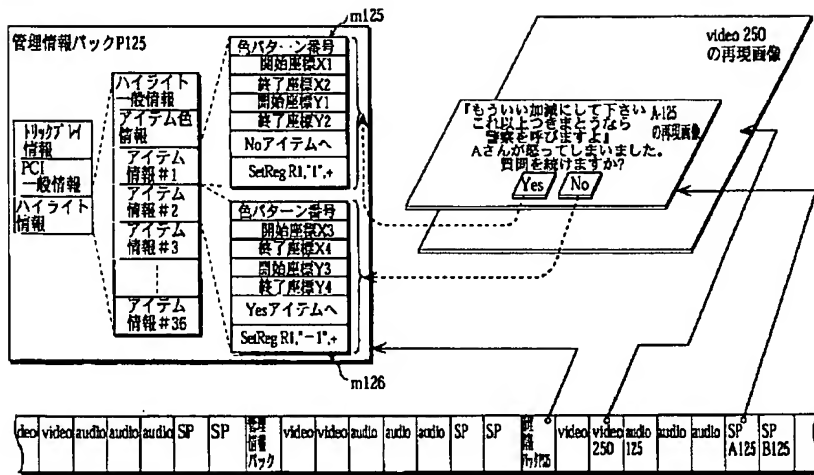 m125
管理情報パックP125
トリックプレイ
情報
PCI
一般情報
ハイライト
情報
ハイライト
一般情報
アイテム色
情報
アイテム
情報#1
アイテム
情報#2
アイテム
情報#3
アイテム
情報#36
色パターン番号
開始座標X1
終了座標X2
開始座標Y1
終了座標Y2
Noアイテムへ
SetReg R1,"1",+
色パターン番号
開始座標X3
終了座標X4
開始座標Y3
終了座標Y4
Yesアイテムへ
SetReg R1,"-1",+
m126
video 250
の再現画像
『もういい加減にして下さい
これ以上つきまとうなら
警察を呼びますよ』
Aさんが怒ってしまいました。
質問を続けますか?
A-125
の再現画像
Yes
No
deo
video
audio
audio
audio
SP
SP
管理
情報
パック
video
video
audio
audio
audio
SP
SP
video
video
250
audio
125
audio
audio
SP
A125
SP
B125